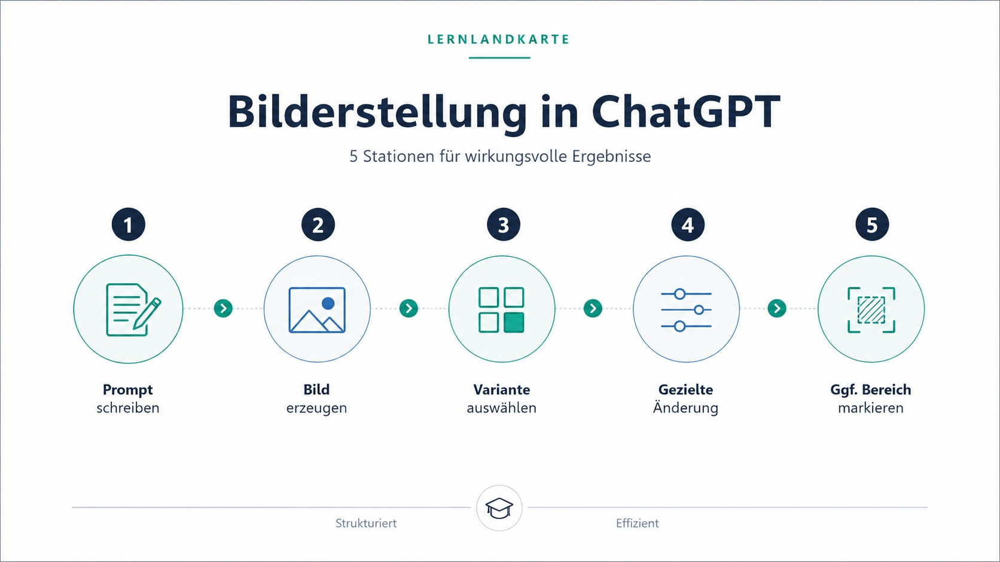 LERNLANDKARTE
Bilderstellung in ChatGPT
5 Stationen für wirkungsvolle Ergebnisse
1
2
3
4
5
Prompt
schreiben
Bild
erzeugen
Variante
auswählen
Gezielte
Änderung
Ggf. Bereich
markieren
Strukturiert
Effizient